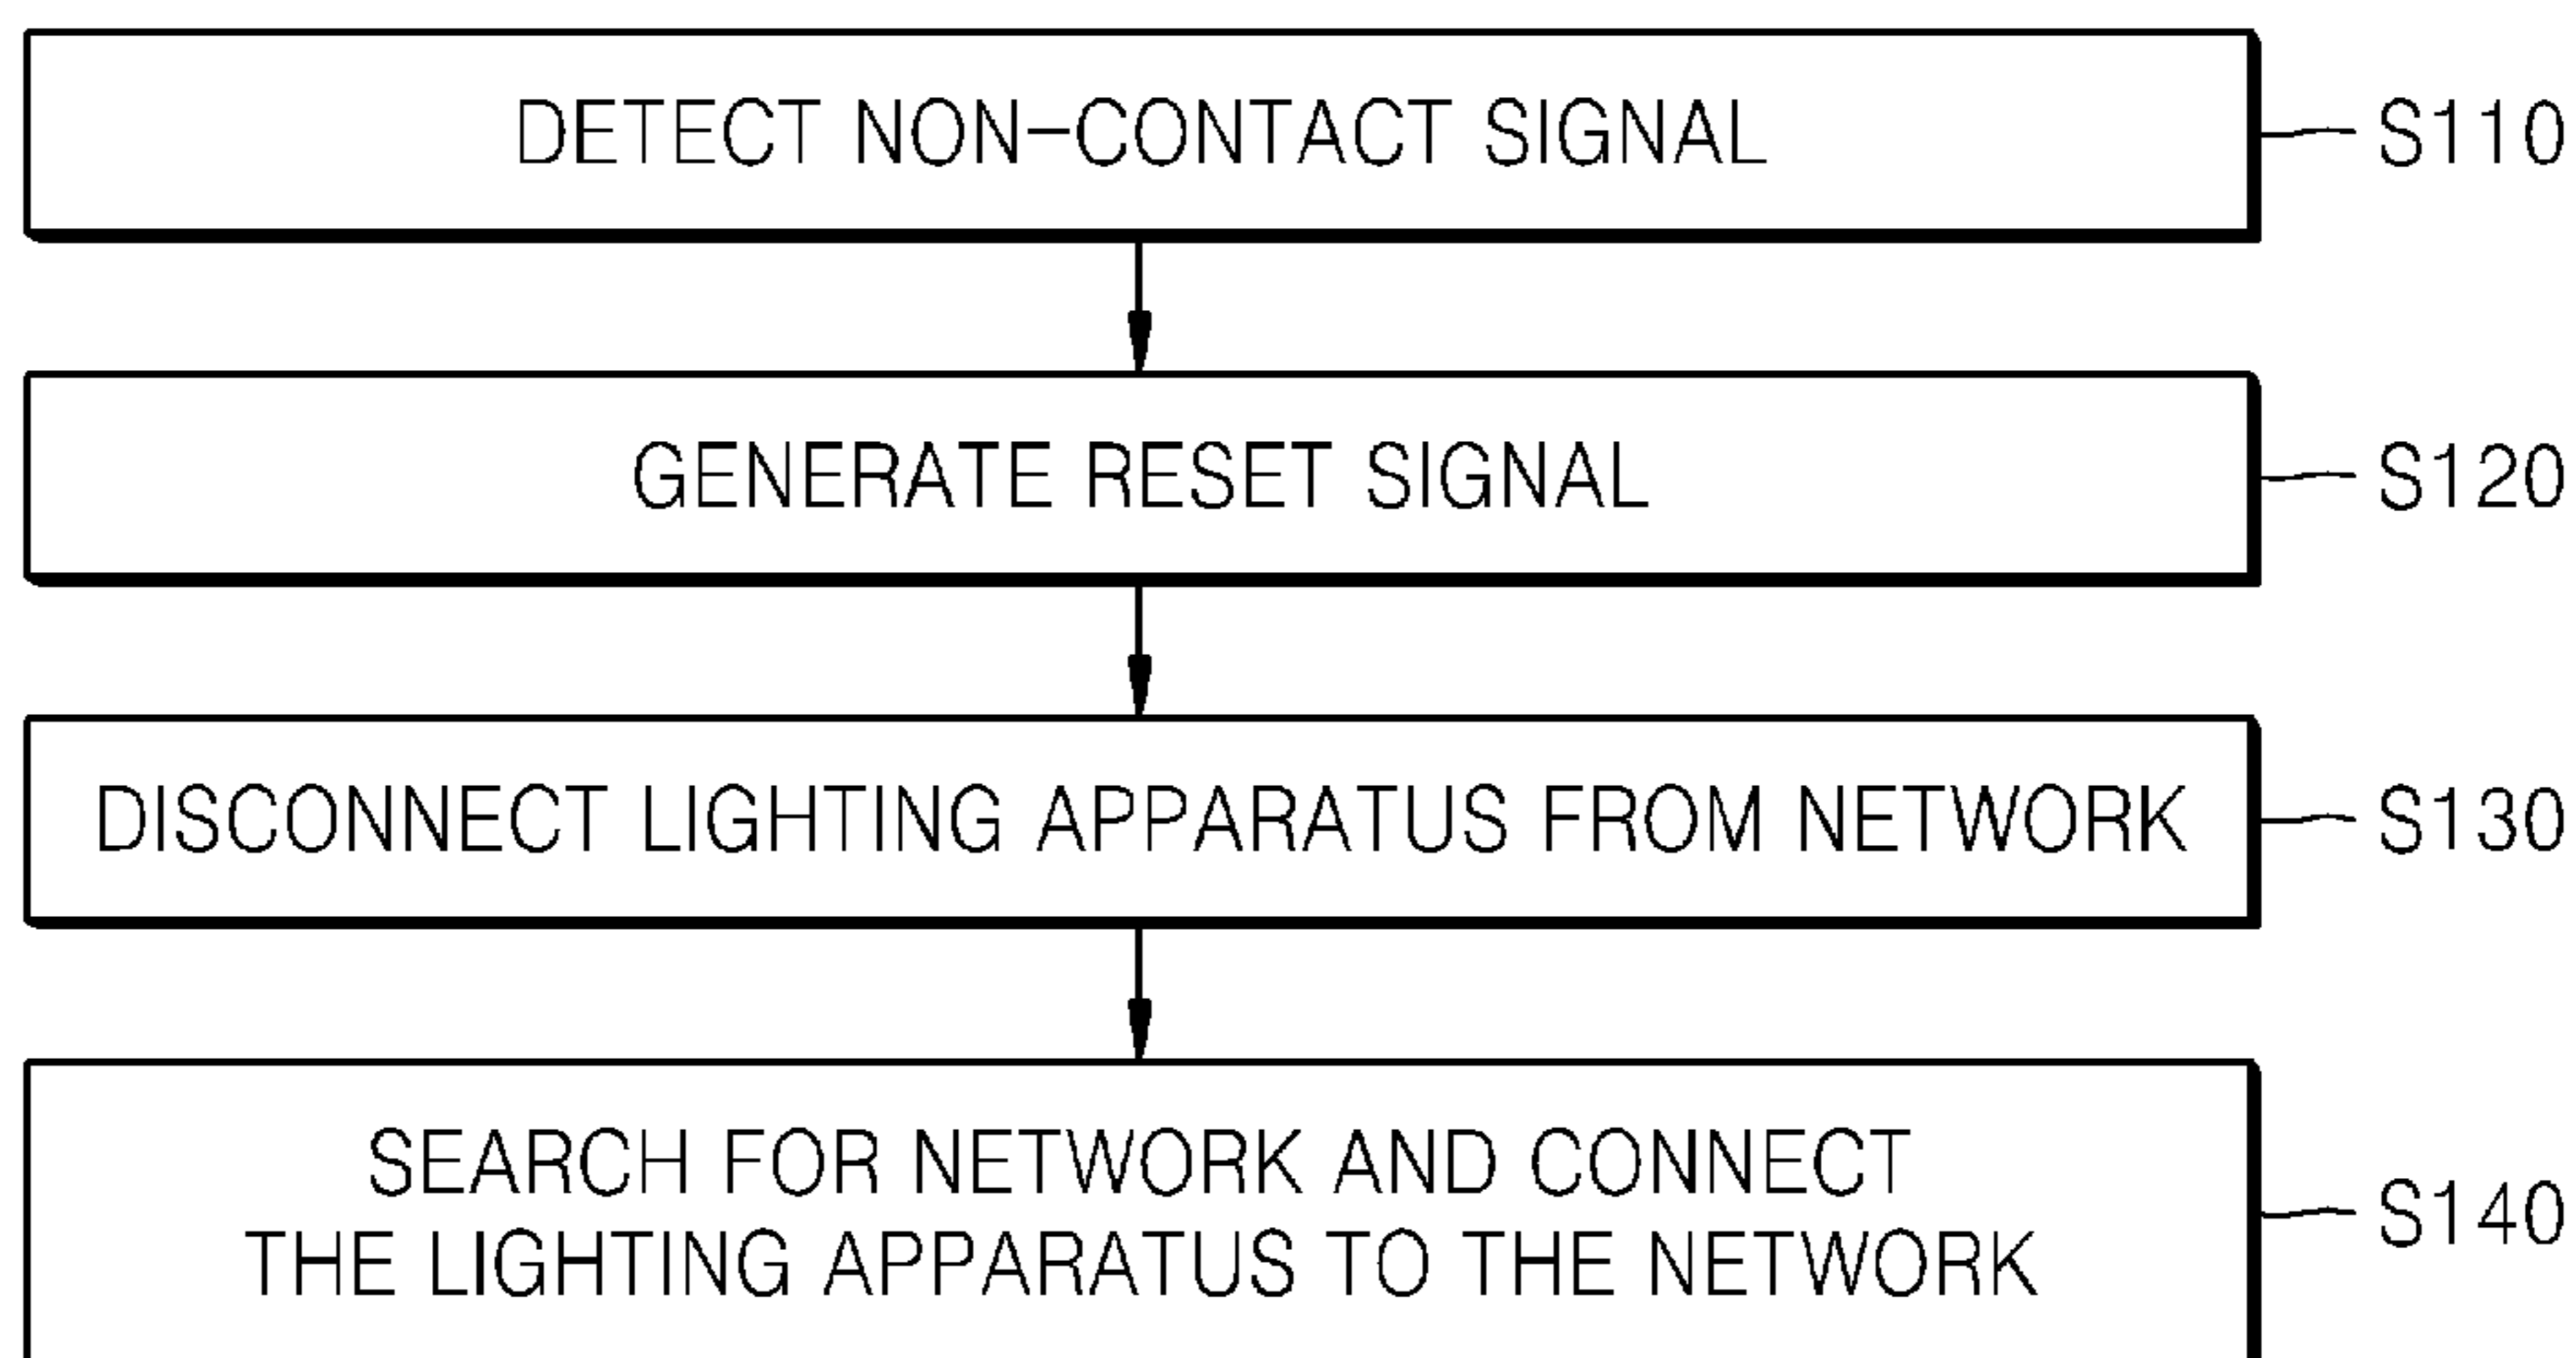 DETECT NON-CONTACT SIGNAL
S110
GENERATE RESET SIGNAL
S120
DISCONNECT LIGHTING APPARATUS FROM NETWORK
S130
SEARCH FOR NETWORK AND CONNECT
THE LIGHTING APPARATUS TO THE NETWORK
S140